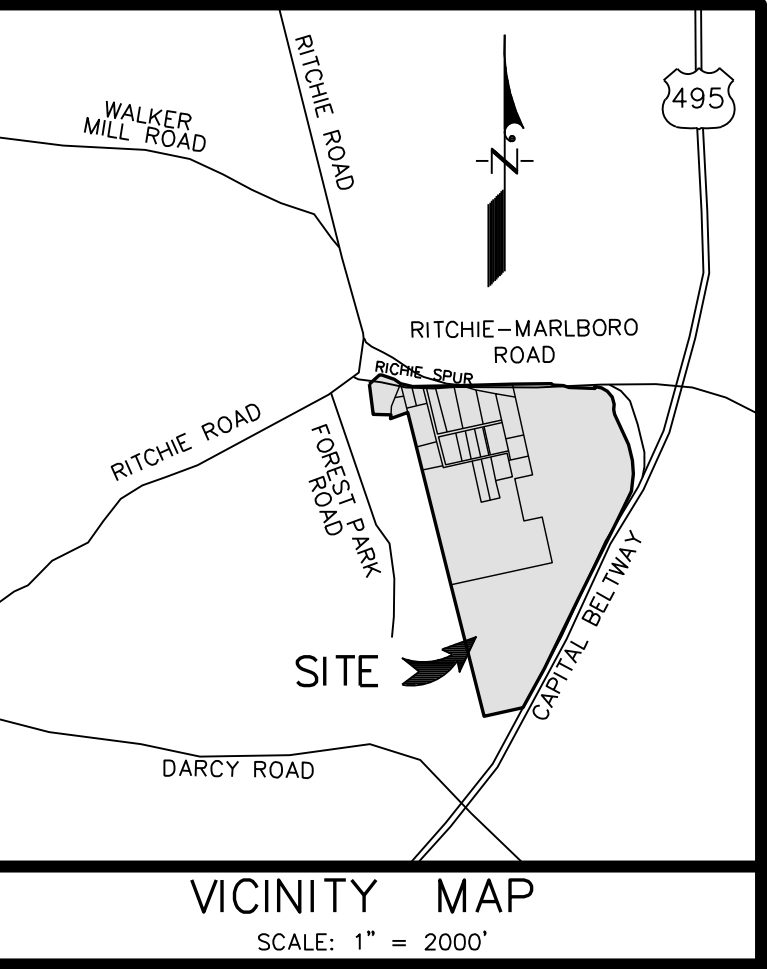 RITCHIE ROAD
WALKER
MILL ROAD
495
N
RITCHIE-MARLBORO
ROAD
RICHIE SPUR
RITCHIE ROAD
FOREST PARK
ROAD
CAPITAL BELTWAY
SITE
DARCY ROAD
VICINITY MAP
SCALE: 1" = 2000'